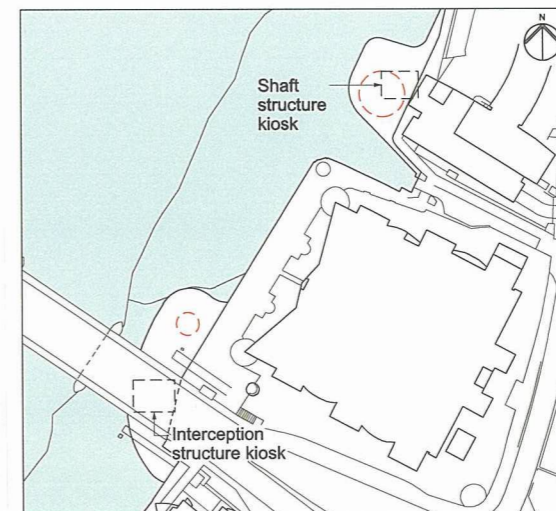 N
Shaft
structure
kiosk
Interception
structure kiosk